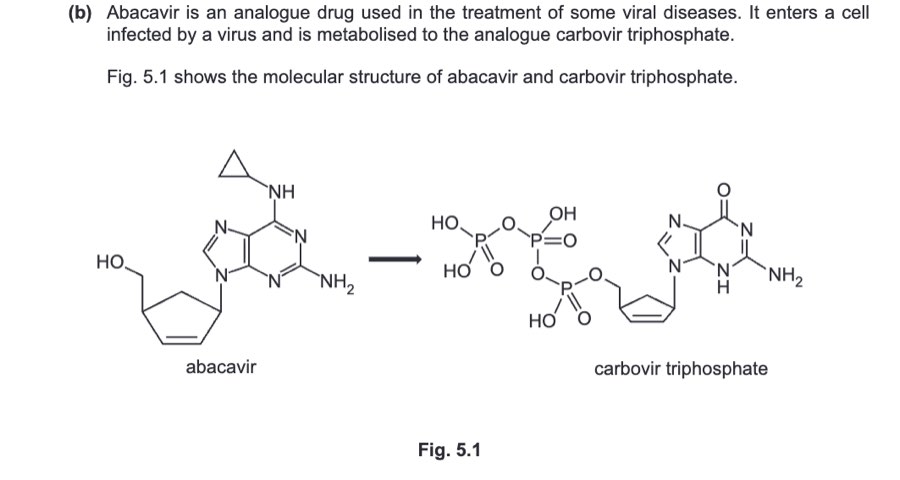 (b) Abacavir is an analogue drug used in the treatment of some viral diseases. It enters a cell
infected by a virus and is metabolised to the analogue carbovir triphosphate.
Fig. 5.1 shows the molecular structure of abacavir and carbovir triphosphate.
NH
N
N
N
N
NH₂
HO
HO
O
OH
P
P=O
HO
O
O
O
P
HO
O
O
N
N
N
N
H
NH₂
abacavir
carbovir triphosphate
Fig. 5.1